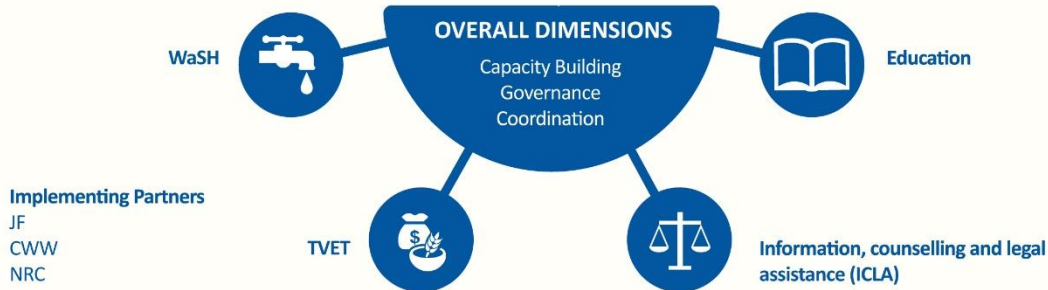 OVERALL DIMENSIONS
Capacity Building
Governance
Coordination
WaSH
Education
Implementing Partners
JF
CWW
NRC
TVET
$
Information, counselling and legal
assistance (ICLA)